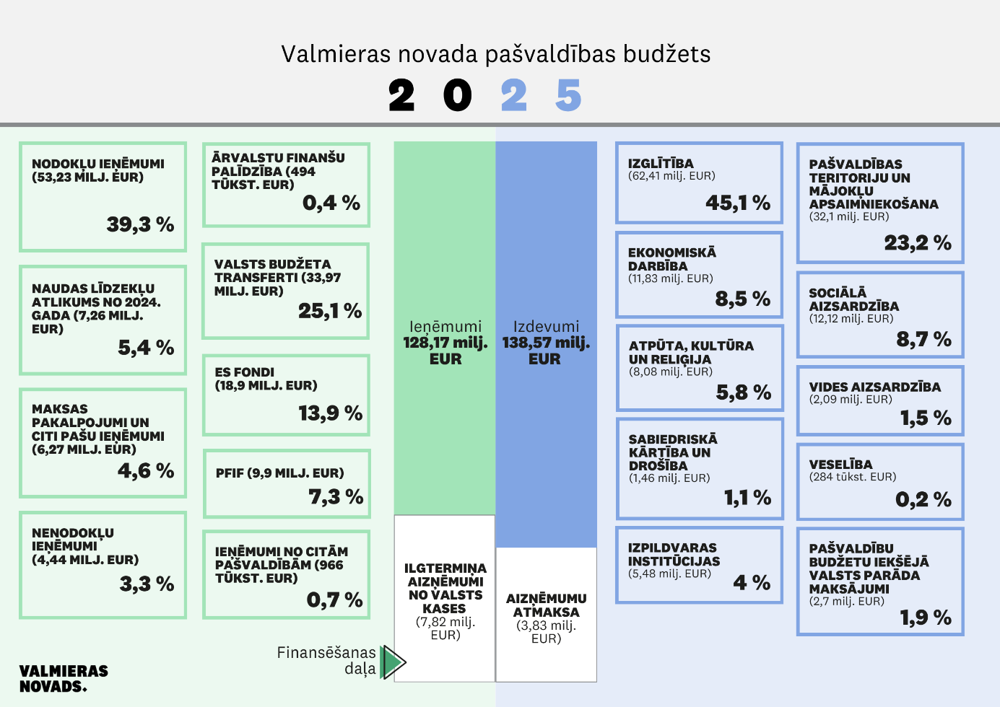 Valmieras novada pašvaldības budžets
2025
NODOKĻU IEŅĒMUMI
(53,23 MILJ. EUR)
39,3 %
NAUDAS LĪDZEKĻU
ATLIKUMS NO 2024.
GADA (7,26 MILJ.
EUR)
5,4 %
MAKSAS
PAKALPOJUMI UN
CITI PAŠU IEŅĒMUMI
(6,27 MILJ. EUR)
4,6 %
NENODOKĻU
IEŅĒMUMI
(4,44 MILJ. EUR)
3,3 %
ĀRVALSTU FINANŠU
PALĪDZĪBA (494
TŪKST. EUR)
0,4 %
VALSTS BUDŽETA
TRANSFERTI (33,97
MILJ. EUR)
25,1 %
ES FONDI
(18,9 MILJ. EUR)
13,9 %
PFIF (9,9 MILJ. EUR)
7,3 %
IEŅĒMUMI NO CITĀM
PAŠVALDĪBĀM (966
TŪKST. EUR)
0,7 %
Ieņēmumi
128,17 milj.
EUR
ILGTERMIŅA
AIZŅĒMUMI
NO VALSTS
KASES
(7,82 milj.
EUR)
Izdevumi
138,57 milj.
EUR
AIZŅĒMUMU
ATMAKSA
(3,83 milj.
EUR)
Finansēšanas
daļa
IZGLĪTĪBA
(62,41 milj. EUR)
45,1 %
EKONOMISKĀ
DARBĪBA
(11,83 milj. EUR)
8,5 %
ATPŪTA, KULTŪRA
UN RELIĢIJA
(8,08 milj. EUR)
5,8 %
SABIEDRISKĀ
KĀRTĪBA UN
DROŠĪBA
(1,46 milj. EUR)
1,1 %
IZPILDVARAS
INSTITŪCIJAS
(5,48 milj. EUR)
4 %
PAŠVALDĪBAS
TERITORIJU UN
MĀJOKĻU
APSAIMNIEKOŠANA
(32,1 milj. EUR)
23,2 %
SOCIĀLĀ
AIZSARDZĪBA
(12,12 milj. EUR)
8,7 %
VIDES AIZSARDZĪBA
(2,09 milj. EUR)
1,5 %
VESELĪBA
(284 tūkst. EUR)
0,2 %
PAŠVALDĪBU
BUDŽETU IEKŠĒJĀ
VALSTS PARĀDA
MAKSĀJUMI
(2,7 milj. EUR)
1,9 %
VALMIERAS
NOVADS.